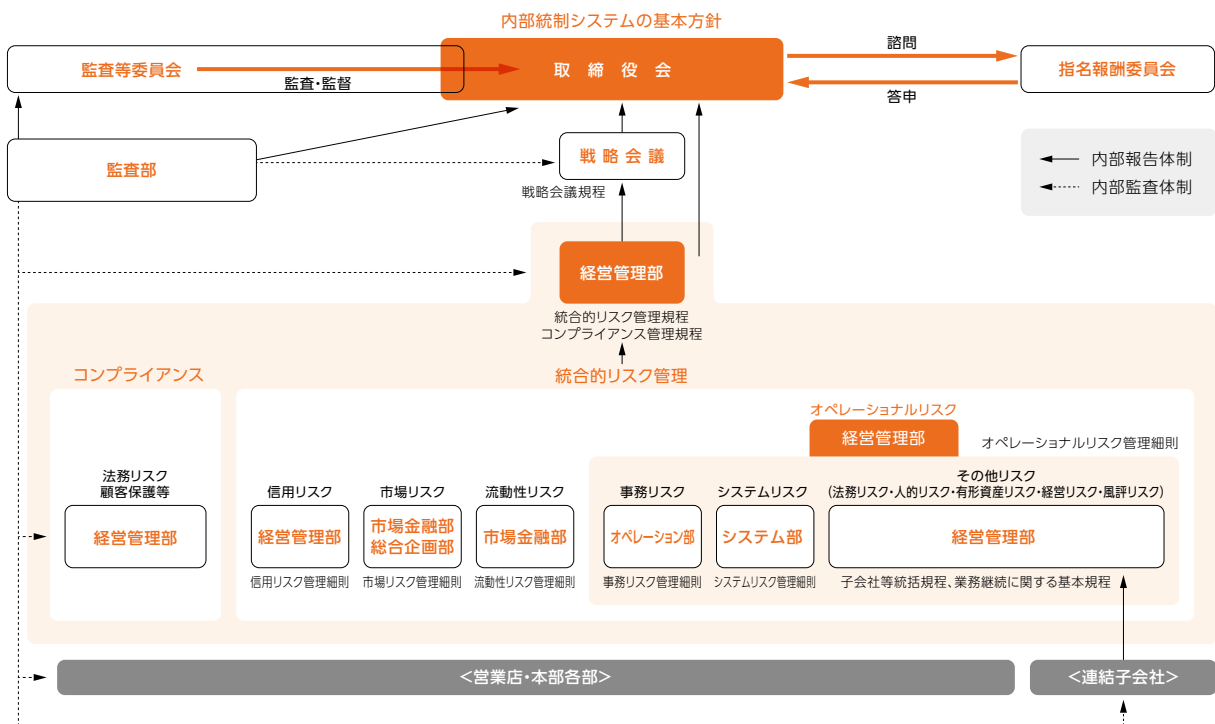 内部統制システムの基本方針
監査等委員会
監査・監督
取締役会
諮問
答申
指名報酬委員会
監査部
戦略会議
戦略会議規程
内部報告体制
内部監査体制
経営管理部
統合的リスク管理規程
コンプライアンス管理規程
コンプライアンス
統合的リスク管理
オペレーショナルリスク
経営管理部
オペレーショナルリスク管理細則
法務リスク
顧客保護等
経営管理部
信用リスク
経営管理部
信用リスク管理細則
市場リスク
市場金融部
総合企画部
市場リスク管理細則
流動性リスク
市場金融部
流動性リスク管理細則
事務リスク
オペレーション部
事務リスク管理細則
システムリスク
システム部
システムリスク管理細則
その他リスク
(法務リスク・人的リスク・有形資産リスク・経営リスク・風評リスク)
経営管理部
子会社等統括規程、業務継続に関する基本規程
<営業店・本部各部>
<連結子会社>